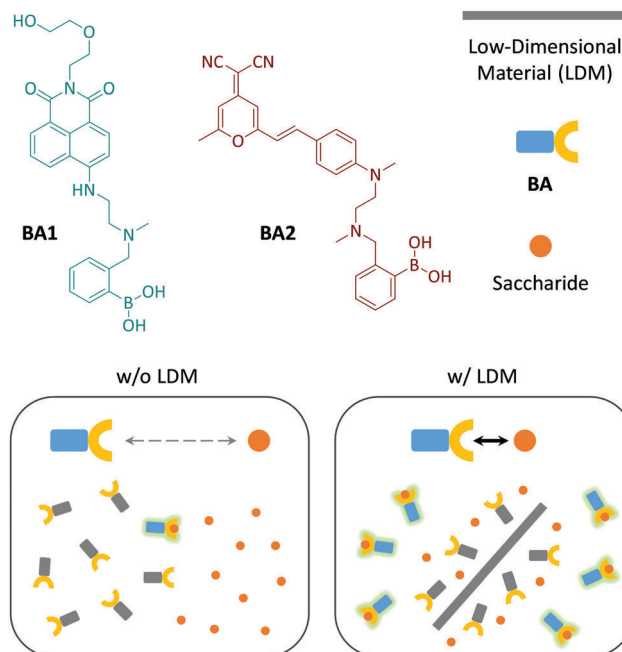 HO
O
N
O
O
HN
BA1
N
B
OH
OH
NC
CN
O
N
BA2
N
B
OH
OH
Low-Dimensional
Material (LDM)
BA
Saccharide
w/o LDM
w/ LDM